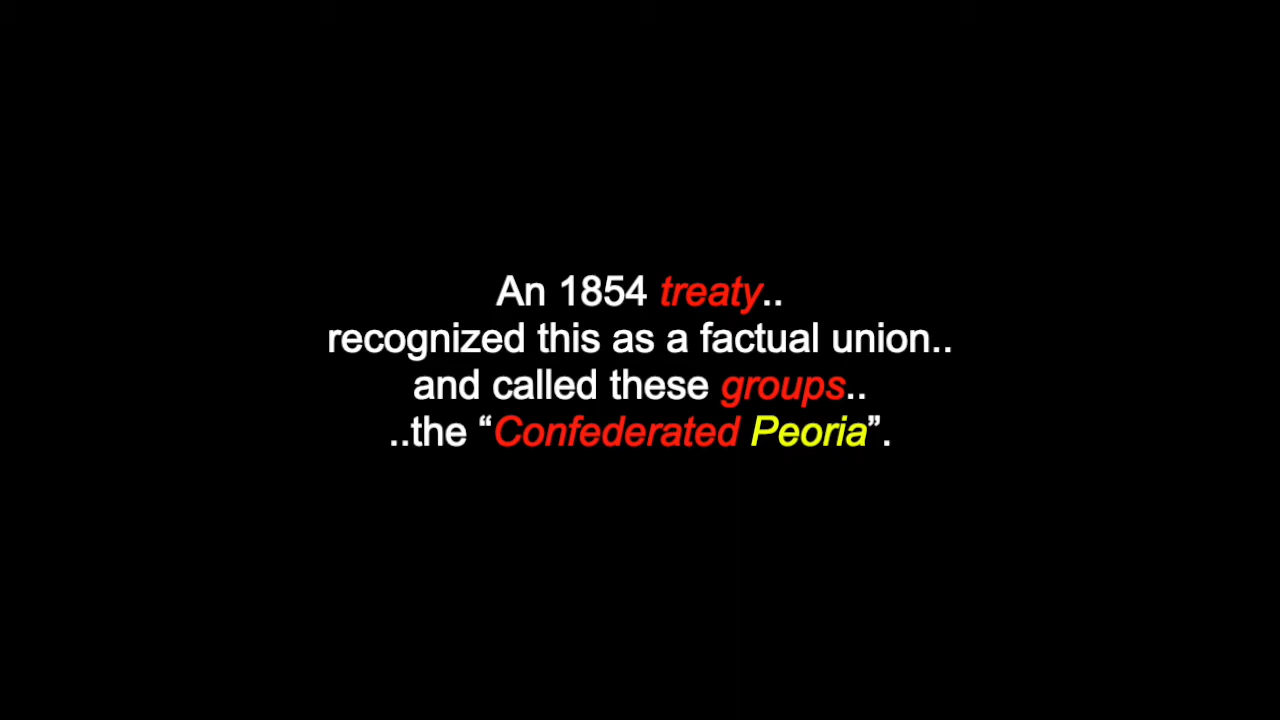 An 1854 treaty..
recognized this as a factual union..
and called these groups..
..the “Confederated Peoria”.